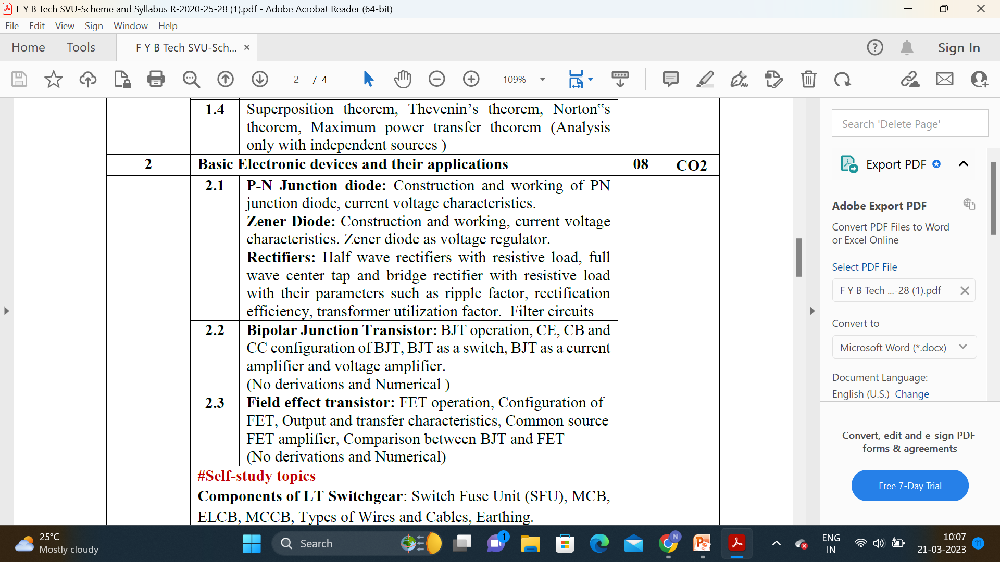 F Y B Tech SVU-Scheme and Syllabus R-2020-25-28 (1).pdf - Adobe Acrobat Reader (64-bit)
File Edit View Sign Window Help
Home Tools F Y B Tech SVU-Sch... × Sign In
2 / 4 109%
1.4 Superposition theorem, Thevenin’s theorem, Norton‟s
theorem, Maximum power transfer theorem (Analysis
only with independent sources )
2 Basic Electronic devices and their applications 08 CO2
2.1 P-N Junction diode: Construction and working of PN
junction diode, current voltage characteristics.
Zener Diode: Construction and working, current voltage
characteristics. Zener diode as voltage regulator.
Rectifiers: Half wave rectifiers with resistive load, full
wave center tap and bridge rectifier with resistive load
with their parameters such as ripple factor, rectification
efficiency, transformer utilization factor. Filter circuits
2.2 Bipolar Junction Transistor: BJT operation, CE, CB and
CC configuration of BJT, BJT as a switch, BJT as a current
amplifier and voltage amplifier.
(No derivations and Numerical )
2.3 Field effect transistor: FET operation, Configuration of
FET, Output and transfer characteristics, Common source
FET amplifier, Comparison between BJT and FET
(No derivations and Numerical)
#Self-study topics
Components of LT Switchgear: Switch Fuse Unit (SFU), MCB,
ELCB, MCCB, Types of Wires and Cables, Earthing.
Search 'Delete Page'
Export PDF
Adobe Export PDF
Convert PDF Files to Word
or Excel Online
Select PDF File
F Y B Tech ...-28 (1).pdf
Convert to
Microsoft Word (*.docx)
Document Language:
English (U.S.) Change
Convert, edit and e-sign PDF
forms & agreements
Free 7-Day Trial
25°C
Mostly cloudy
Search
1
N
ENG
IN
10:07
21-03-2023
11